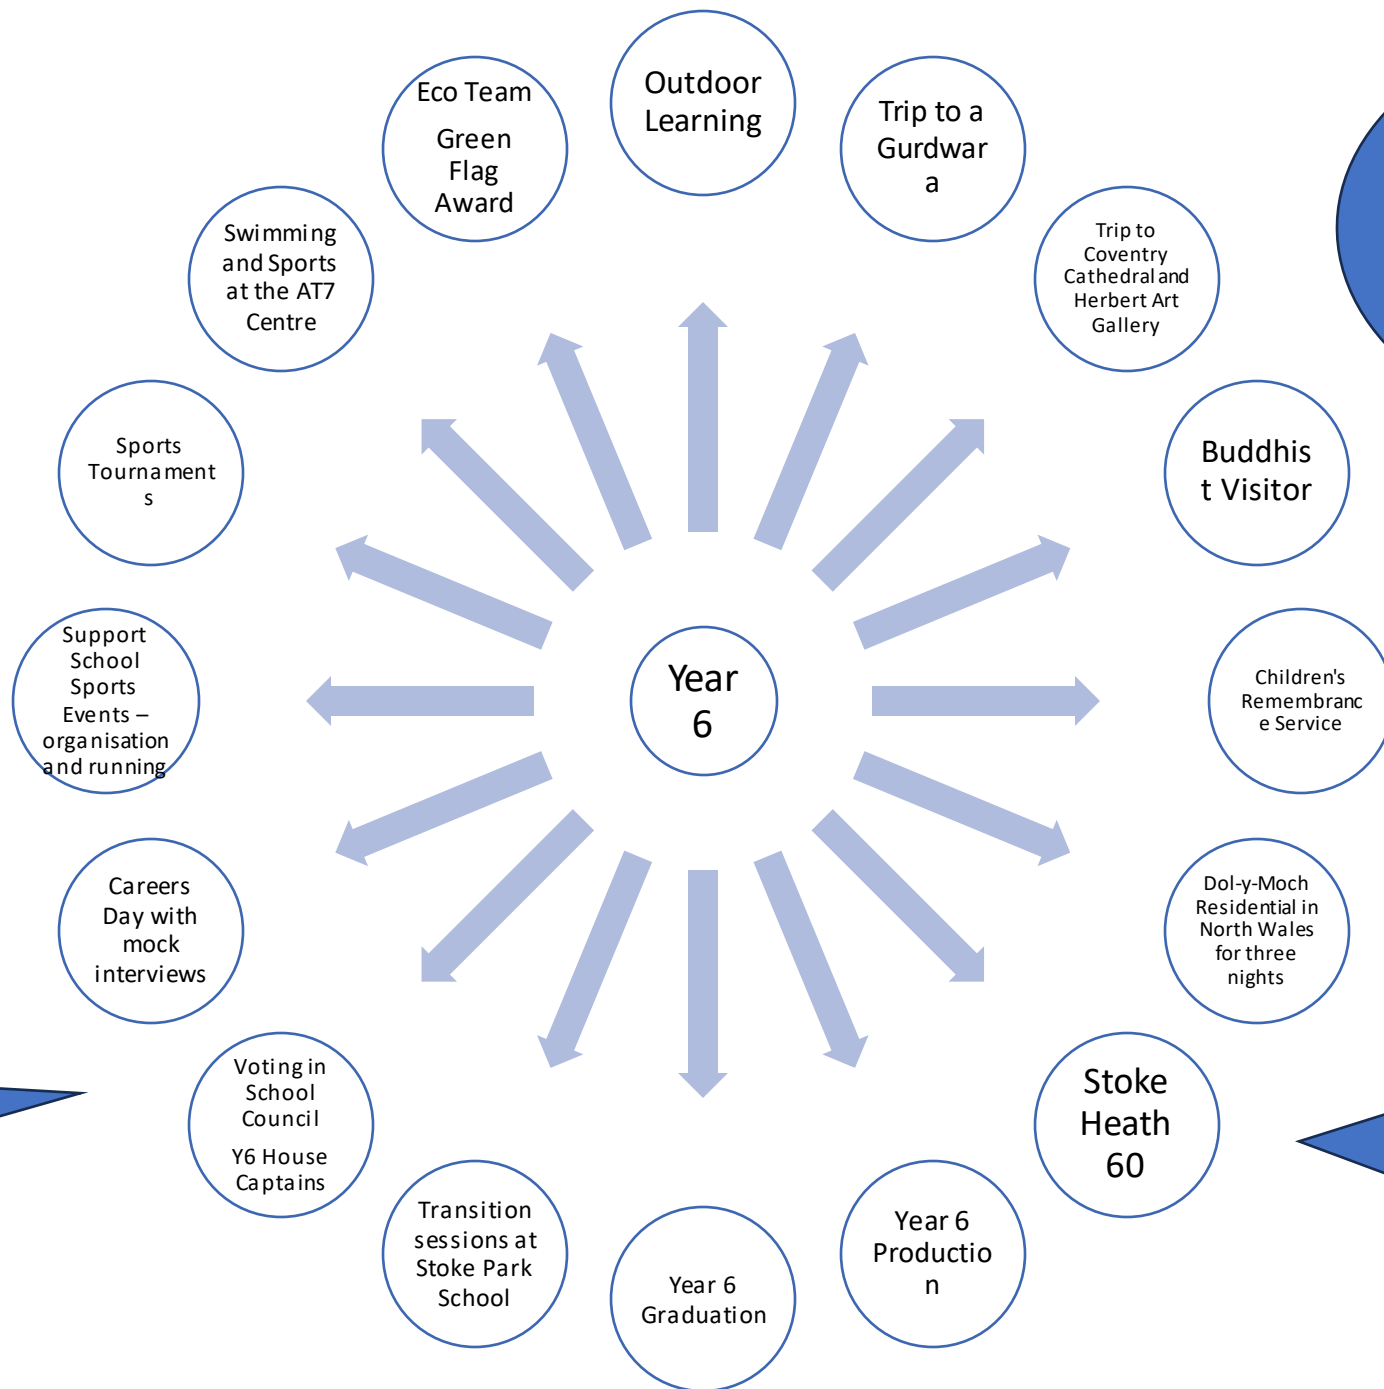 Year
6
Outdoor
Learning
Trip to a
Gurdwar
a
Trip to
Coventry
Cathedral and
Herbert Art
Gallery
Buddhis
t Visitor
Children's
Remembranc
e Service
Dol-y-Moch
Residential in
North Wales
for three
nights
Stoke
Heath
60
Year 6
Productio
n
Year 6
Graduation
Transition
sessions at
Stoke Park
School
Voting in
School
Council
Y6 House
Captains
Careers
Day with
mock
interviews
Support
School
Sports
Events –
organisation
and running
Sports
Tournament
s
Swimming
and Sports
at the AT7
Centre
Eco Team
Green
Flag
Award